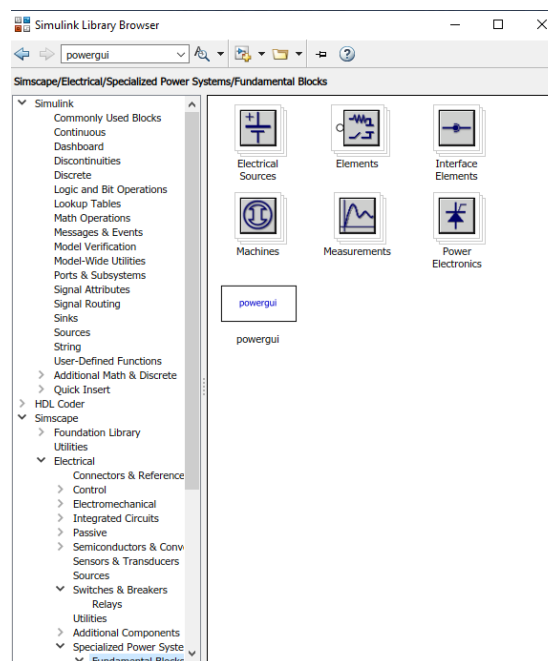 Simulink Library Browser
powergui
Simscape/Electrical/Specialized Power Systems/Fundamental Blocks
Simulink
Commonly Used Blocks
Continuous
Dashboard
Discontinuities
Discrete
Logic and Bit Operations
Lookup Tables
Math Operations
Messages & Events
Model Verification
Model-Wide Utilities
Ports & Subsystems
Signal Attributes
Signal Routing
Sinks
Sources
String
User-Defined Functions
Additional Math & Discrete
Quick Insert
HDL Coder
Simscape
Foundation Library
Utilities
Electrical
Connectors & Reference
Control
Electromechanical
Integrated Circuits
Passive
Semiconductors & Conv
Sensors & Transducers
Sources
Switches & Breakers
Relays
Utilities
Additional Components
Specialized Power Syste
Fundamental Blocks
Electrical
Sources
Elements
Interface
Elements
Machines
Measurements
Power
Electronics
powergui
powergui